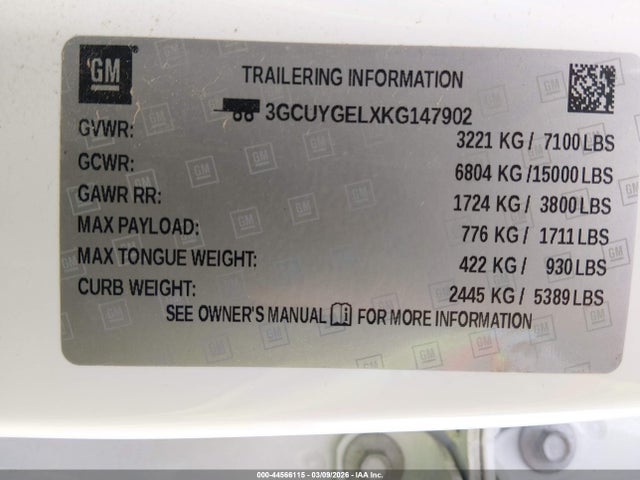 GM
TRAILERING INFORMATION
3GCUYGELXKG147902
GVWR: 3221 KG / 7100 LBS
GCWR: 6804 KG /15000 LBS
GAWR RR: 1724 KG / 3800 LBS
MAX PAYLOAD: 776 KG / 1711 LBS
MAX TONGUE WEIGHT: 422 KG / 930 LBS
CURB WEIGHT: 2445 KG / 5389 LBS
SEE OWNER'S MANUAL i FOR MORE INFORMATION
000-44566115 - 03/09/2026 - IAA Inc.